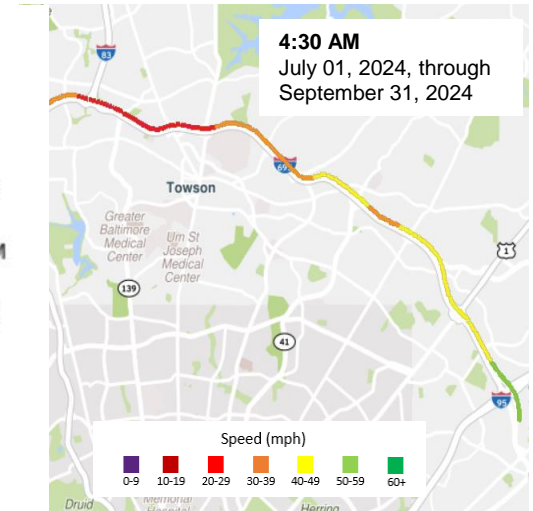 4:30 AM
July 01, 2024, through
September 31, 2024
83
Towson
Greater
Baltimore
Medical
Center
Um St
Joseph
Medical
Center
1
139
41
95
Speed (mph)
0-9 10-19 20-29 30-39 40-49 50-59 60+
Druid
Memorial
Hospital
Herring